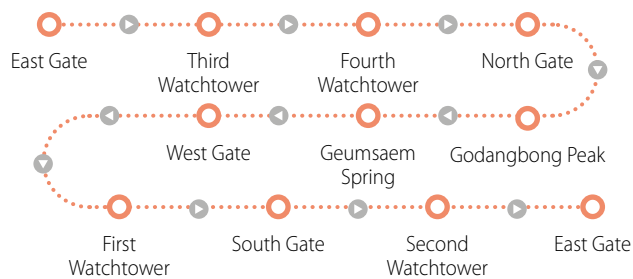 East Gate
Third
Watchtower
Fourth
Watchtower
North Gate
West Gate
Geumsaem
Spring
Godangbong Peak
First
Watchtower
South Gate
Second
Watchtower
East Gate